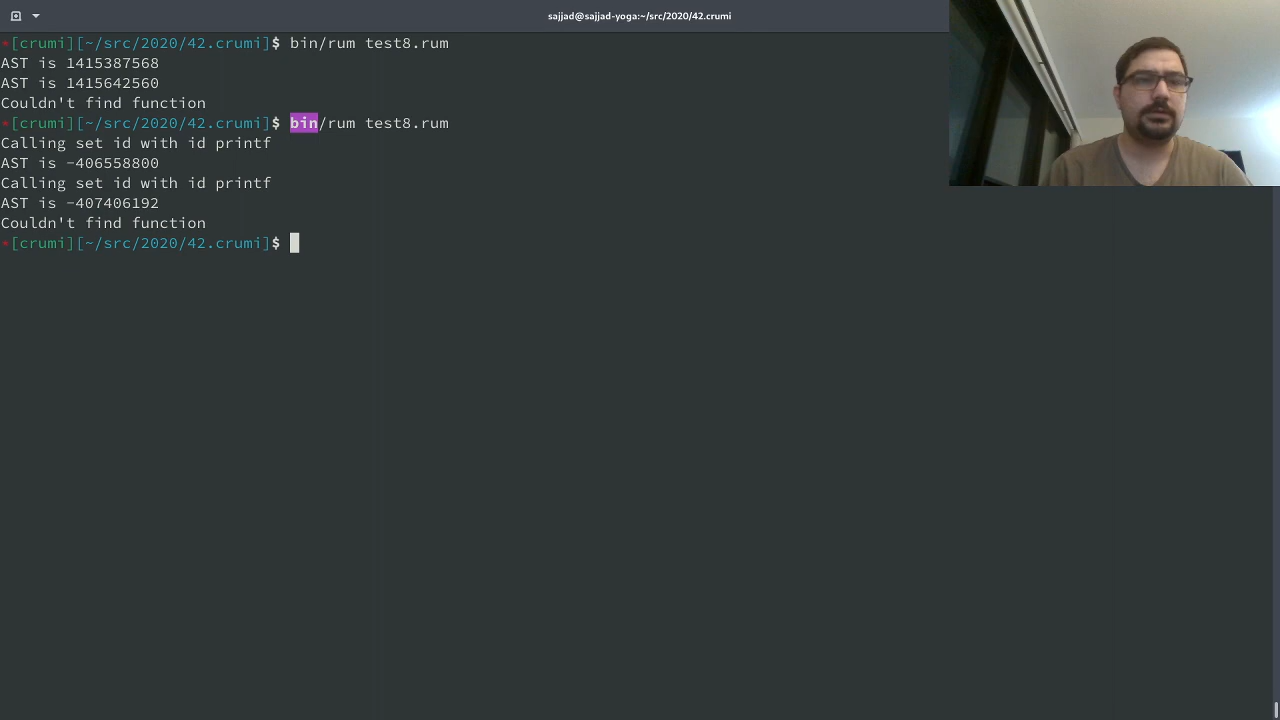 sajjad@sajjad-yoga:~/src/2020/42.crumi
[crumi][~/src/2020/42.crumi]$ bin/rum test8.rum
AST is 1415387568
AST is 1415642560
Couldn't find function
[crumi][~/src/2020/42.crumi]$ bin/rum test8.rum
Calling set id with id printf
AST is -406558800
Calling set id with id printf
AST is -407406192
Couldn't find function
[crumi][~/src/2020/42.crumi]$